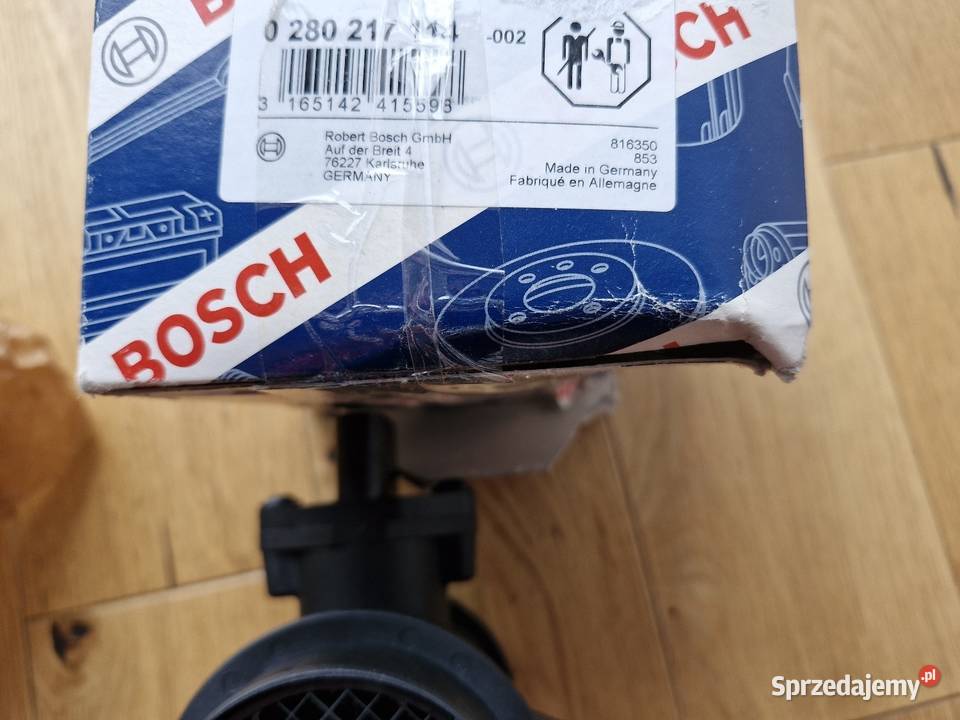 BOSCH
0 280 217 114
-002
3 165142 415598
Robert Bosch GmbH
Auf der Breit 4
76227 Karlsruhe
GERMANY
816350
853
Made in Germany
Fabriqué en Allemagne
BOSCH
Sprzedajemy.pl